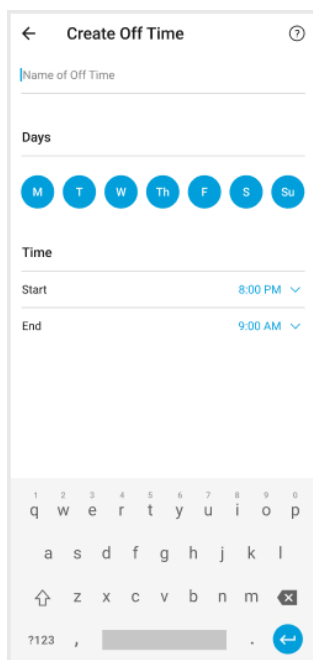 Create Off Time ?
Name of Off Time
Days
M T W Th F S Su
Time
Start 8:00 PM
End 9:00 AM
1 2 3 4 5 6 7 8 9 0
q w e r t y u i o p
a s d f g h j k l
z x c v b n m
?123 , .